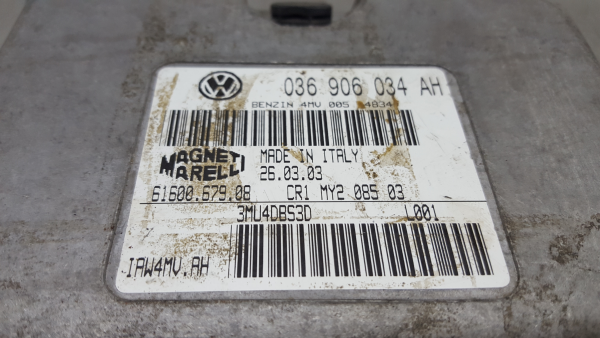 036 906 034 AH
BENZIN 4MV 005 4834
MAGNETI MARELLI
MADE IN ITALY
26.03.03
61600.679.08 CR1 MY2 085 03
3MU4DBS3D L001
IAW4MV.AH